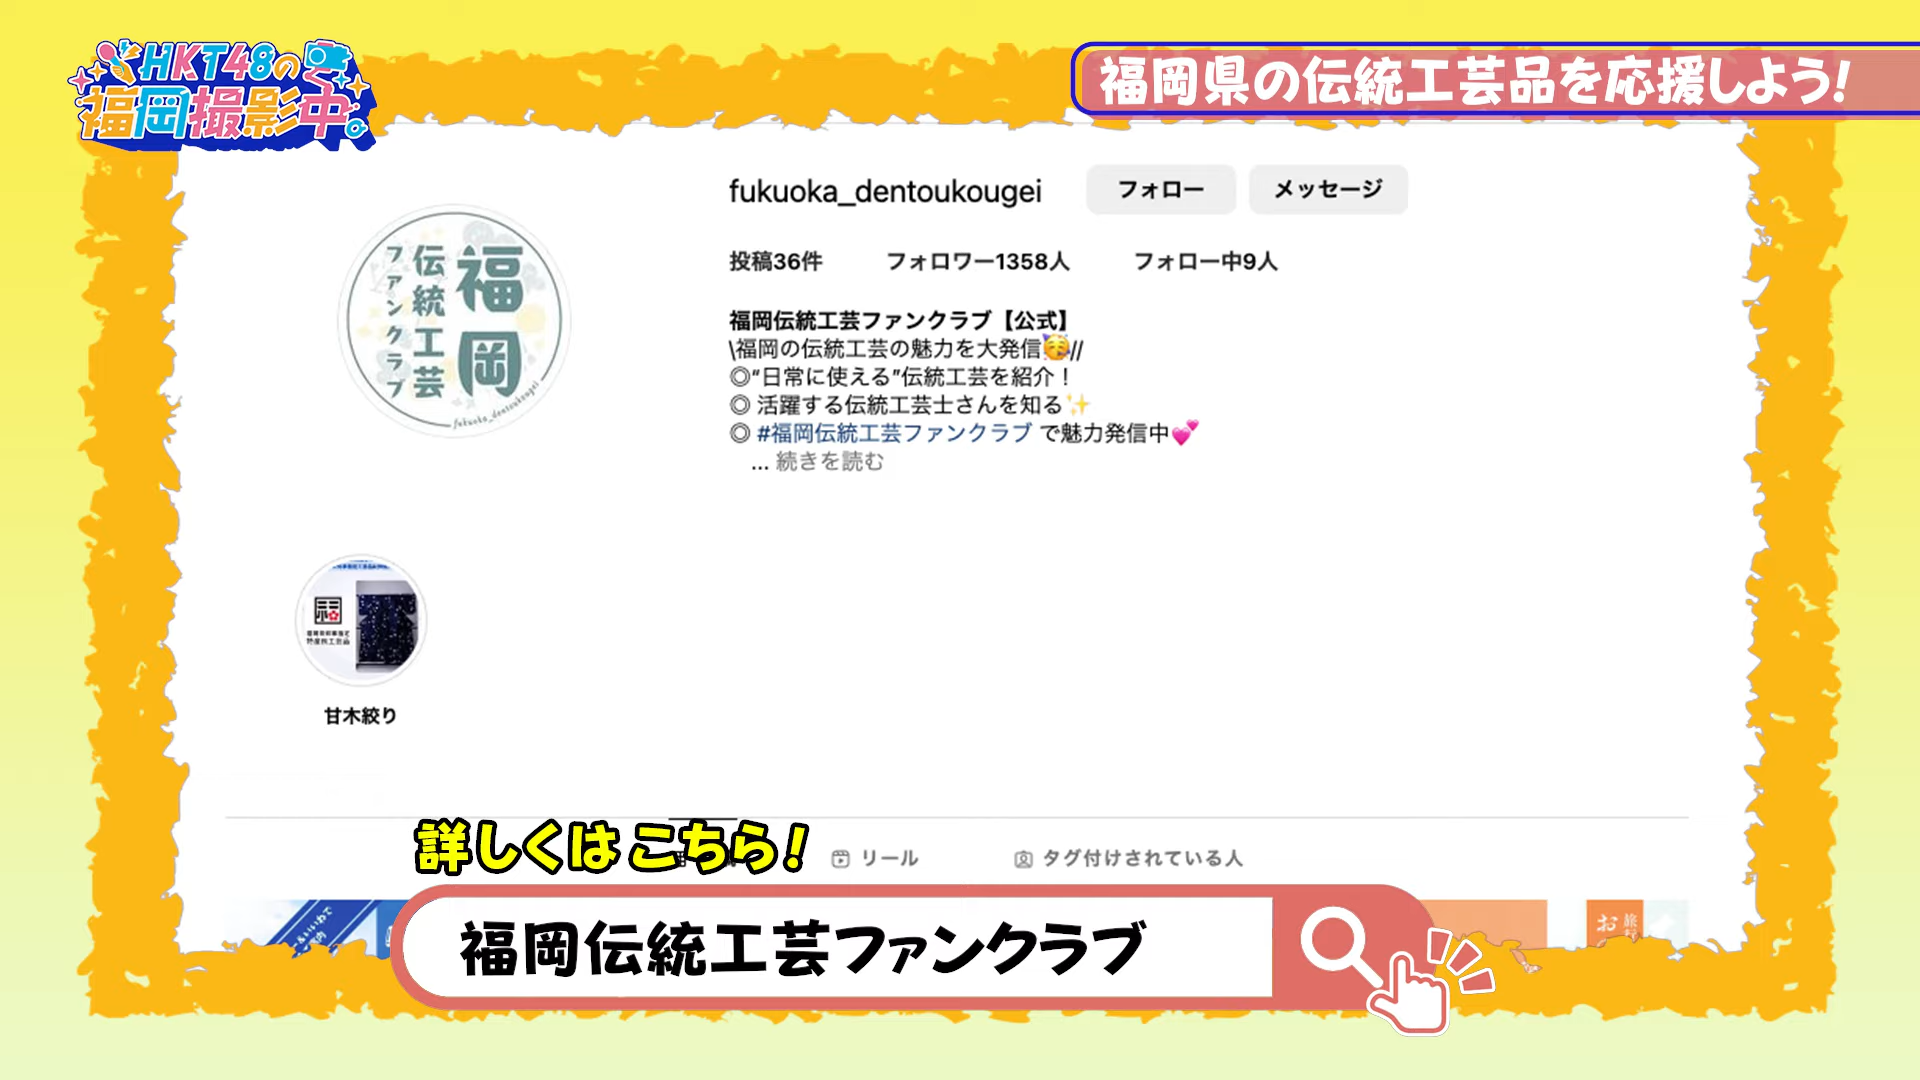 HKT48の
福岡撮影中。
福岡県の伝統工芸品を応援しよう!
fukuoka_dentoukougei
フォロー
メッセージ
福岡
伝統工芸
ファンクラブ
fukuoka_dentoukougei
投稿36件
フォロワー1358人
フォロー中9人
福岡伝統工芸ファンクラブ【公式】
\福岡の伝統工芸の魅力を大発信🥳//
◎“日常に使える”伝統工芸を紹介！
◎ 活躍する伝統工芸士さんを知る✨
◎ #福岡伝統工芸ファンクラブ で魅力発信中💕
... 続きを読む
甘木絞り
詳しくは こちら!
リール
タグ付けされている人
福岡伝統工芸ファンクラブ